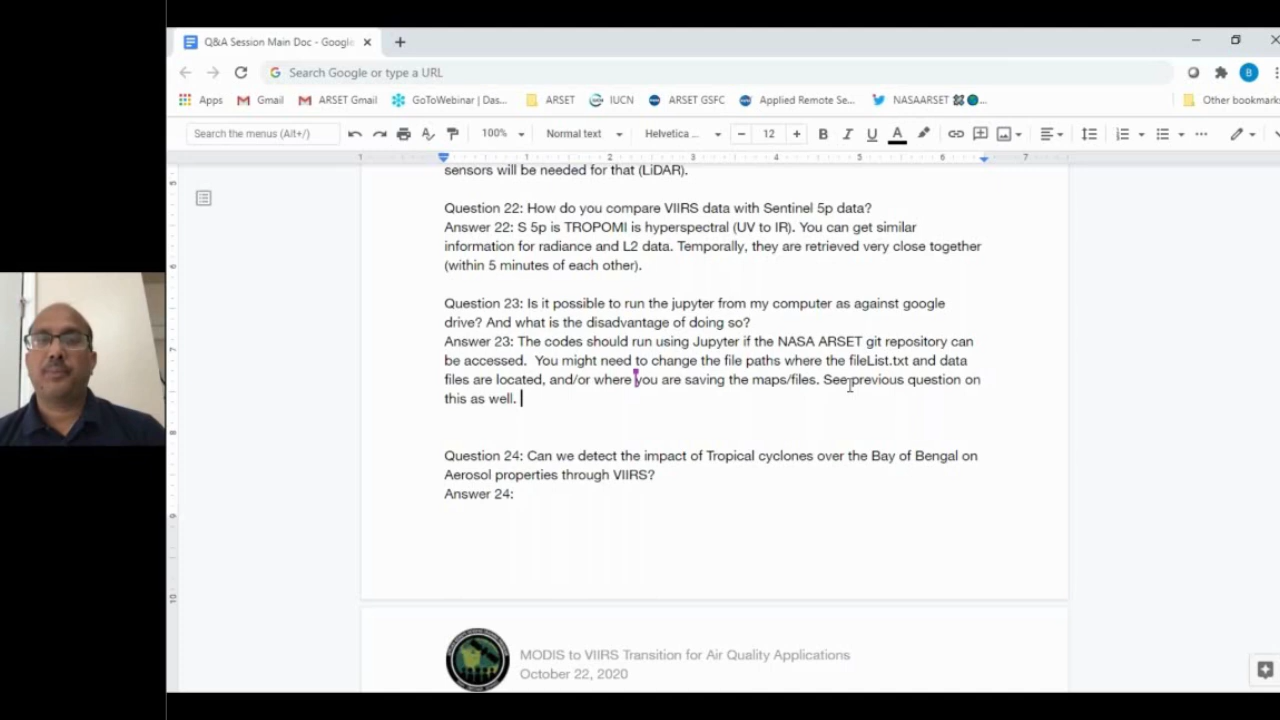 Q&A Session Main Doc - Google
Search Google or type a URL
Apps Gmail ARSET Gmail GoToWebinar | Das... ARSET IUCN ARSET GSFC Applied Remote Se... NASAARSET Other bookmarks
Search the menus (Alt+/) 100% Normal text Helvetica ... 12 B I U A
1 1 2 3 4 5 6 7
sensors will be needed for that (LiDAR).
Question 22: How do you compare VIIRS data with Sentinel 5p data?
Answer 22: S 5p is TROPOMI is hyperspectral (UV to IR). You can get similar
information for radiance and L2 data. Temporally, they are retrieved very close together
(within 5 minutes of each other).
Question 23: Is it possible to run the jupyter from my computer as against google
drive? And what is the disadvantage of doing so?
Answer 23: The codes should run using Jupyter if the NASA ARSET git repository can
be accessed. You might need to change the file paths where the fileList.txt and data
files are located, and/or where you are saving the maps/files. See previous question on
this as well.
Question 24: Can we detect the impact of Tropical cyclones over the Bay of Bengal on
Aerosol properties through VIIRS?
Answer 24:
MODIS to VIIRS Transition for Air Quality Applications
October 22, 2020